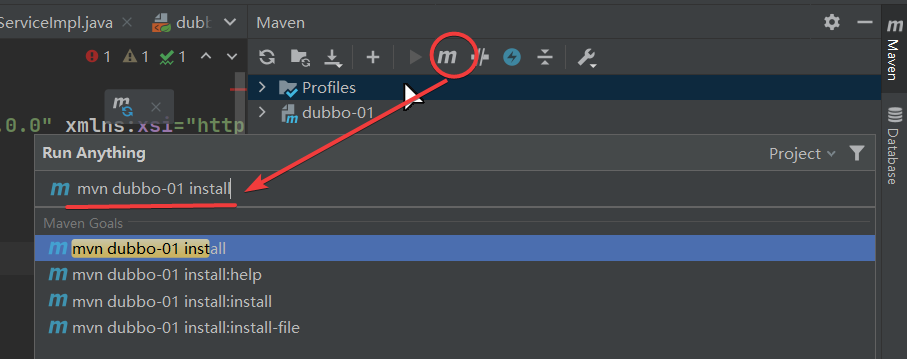 ServiceImpl.java
dubb
Maven
1 1 1
Profiles
dubbo-01
.0.0" xmlns:xsi="http
Run Anything
Project
mvn dubbo-01 install
Maven Goals
mvn dubbo-01 install
mvn dubbo-01 install:help
mvn dubbo-01 install:install
mvn dubbo-01 install:install-file
Maven
Database